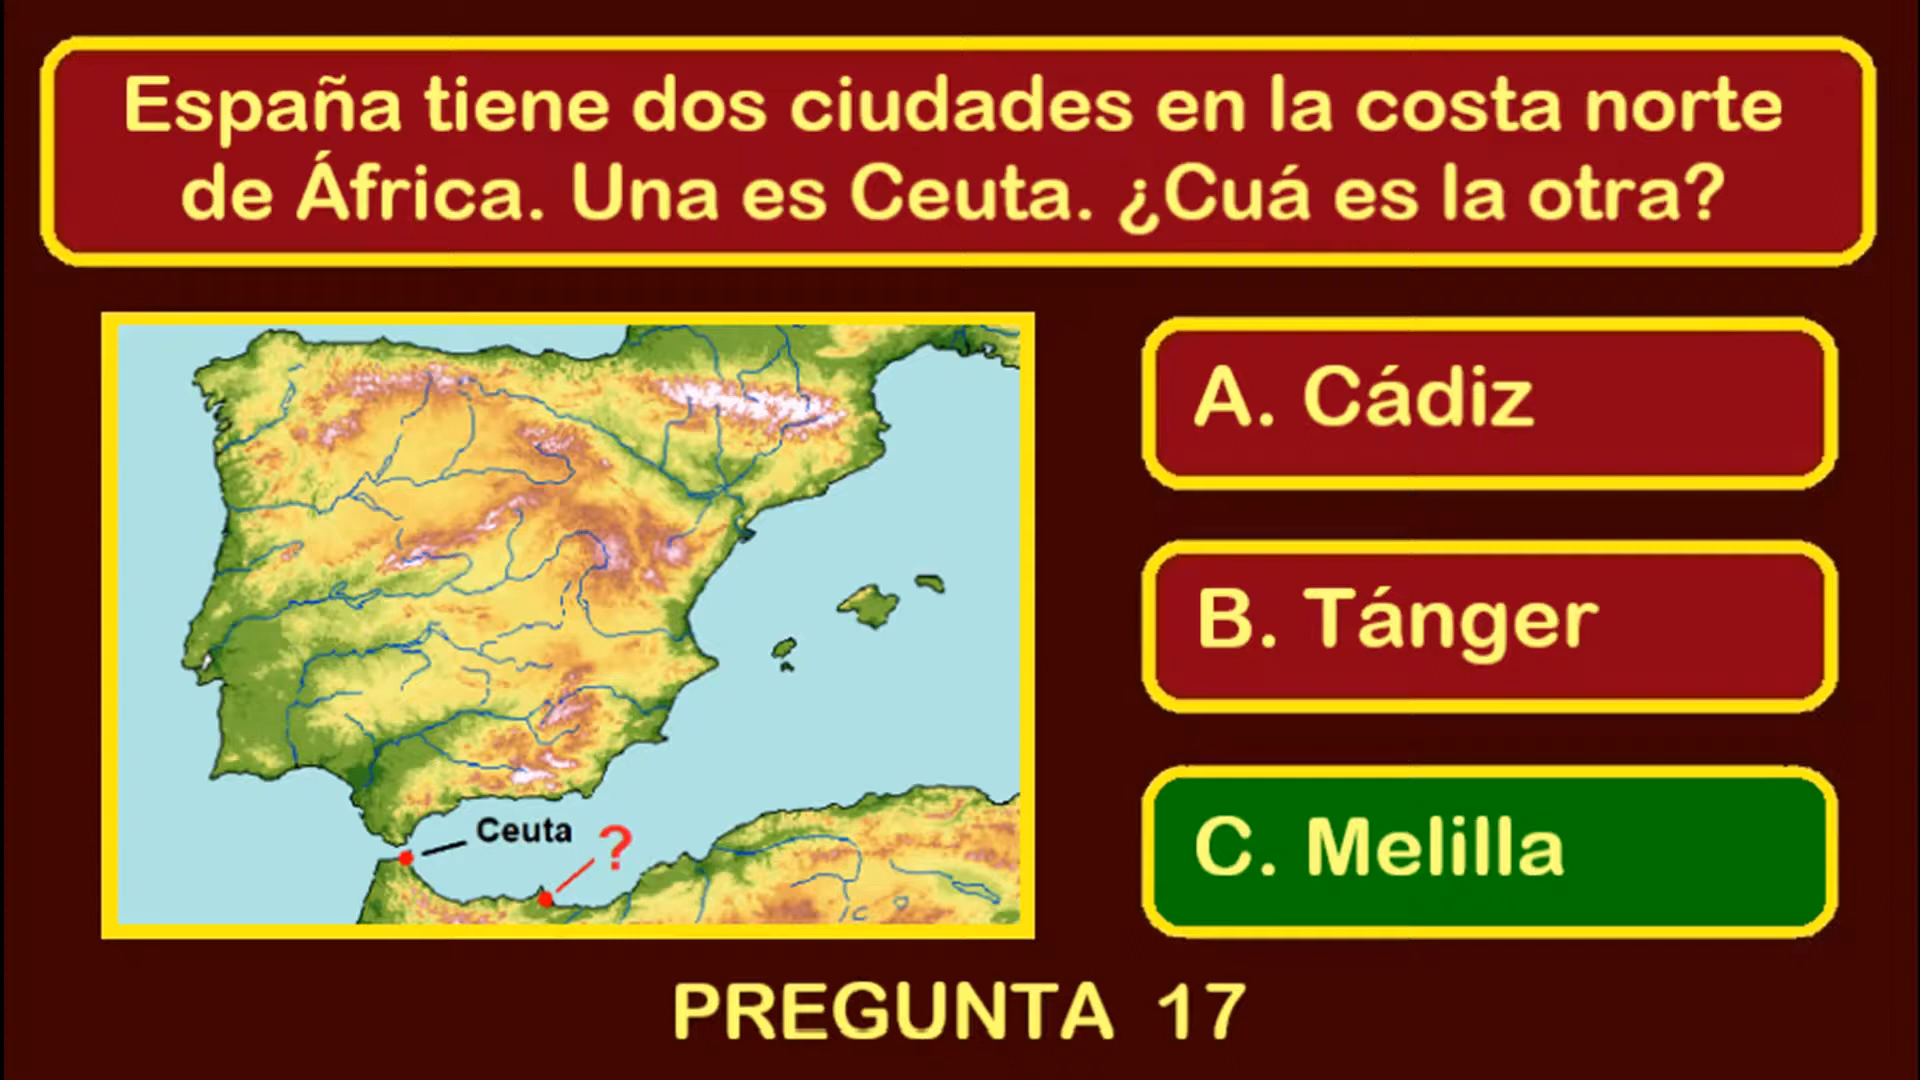 España tiene dos ciudades en la costa norte
de África. Una es Ceuta. ¿Cuá es la otra?
A. Cádiz
B. Tánger
C. Melilla
Ceuta
?
PREGUNTA 17